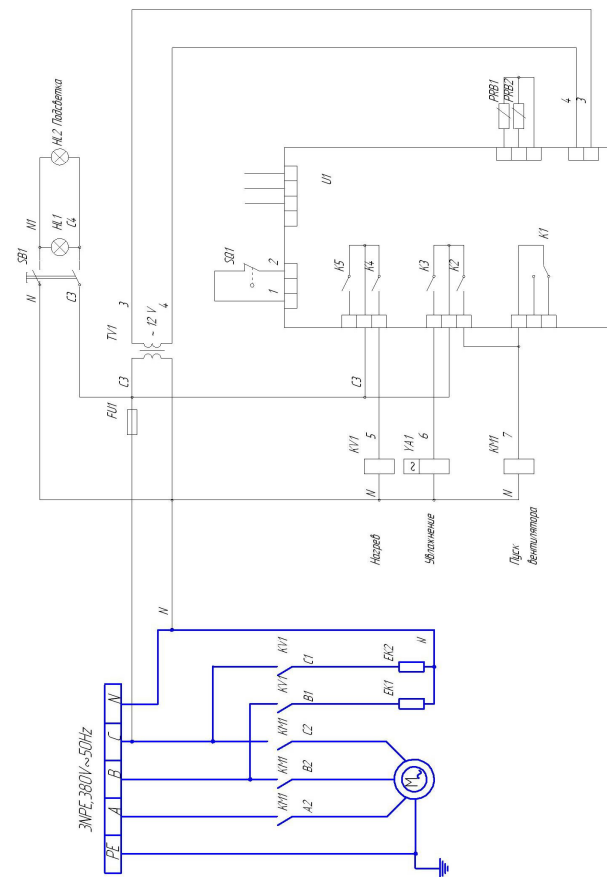 SB1
N
N1
HL1
HL2 Подсветка
C3
C4
3NPE,380V~50Hz
PE
A
B
C
N
FU1
C3
TV1
3
~ 12 V
4
N
SQ1
1
2
U1
KM1
A2
KM1
B2
KM1
C2
KV1
B1
KV1
C1
EK1
EK2
N
M
Нагрев
N
KV1
5
C3
K5
K4
Увлажнение
YA1
6
K3
K2
Пуск
вентилятора
N
KM1
7
K1
PRB1
PRB2
4
3